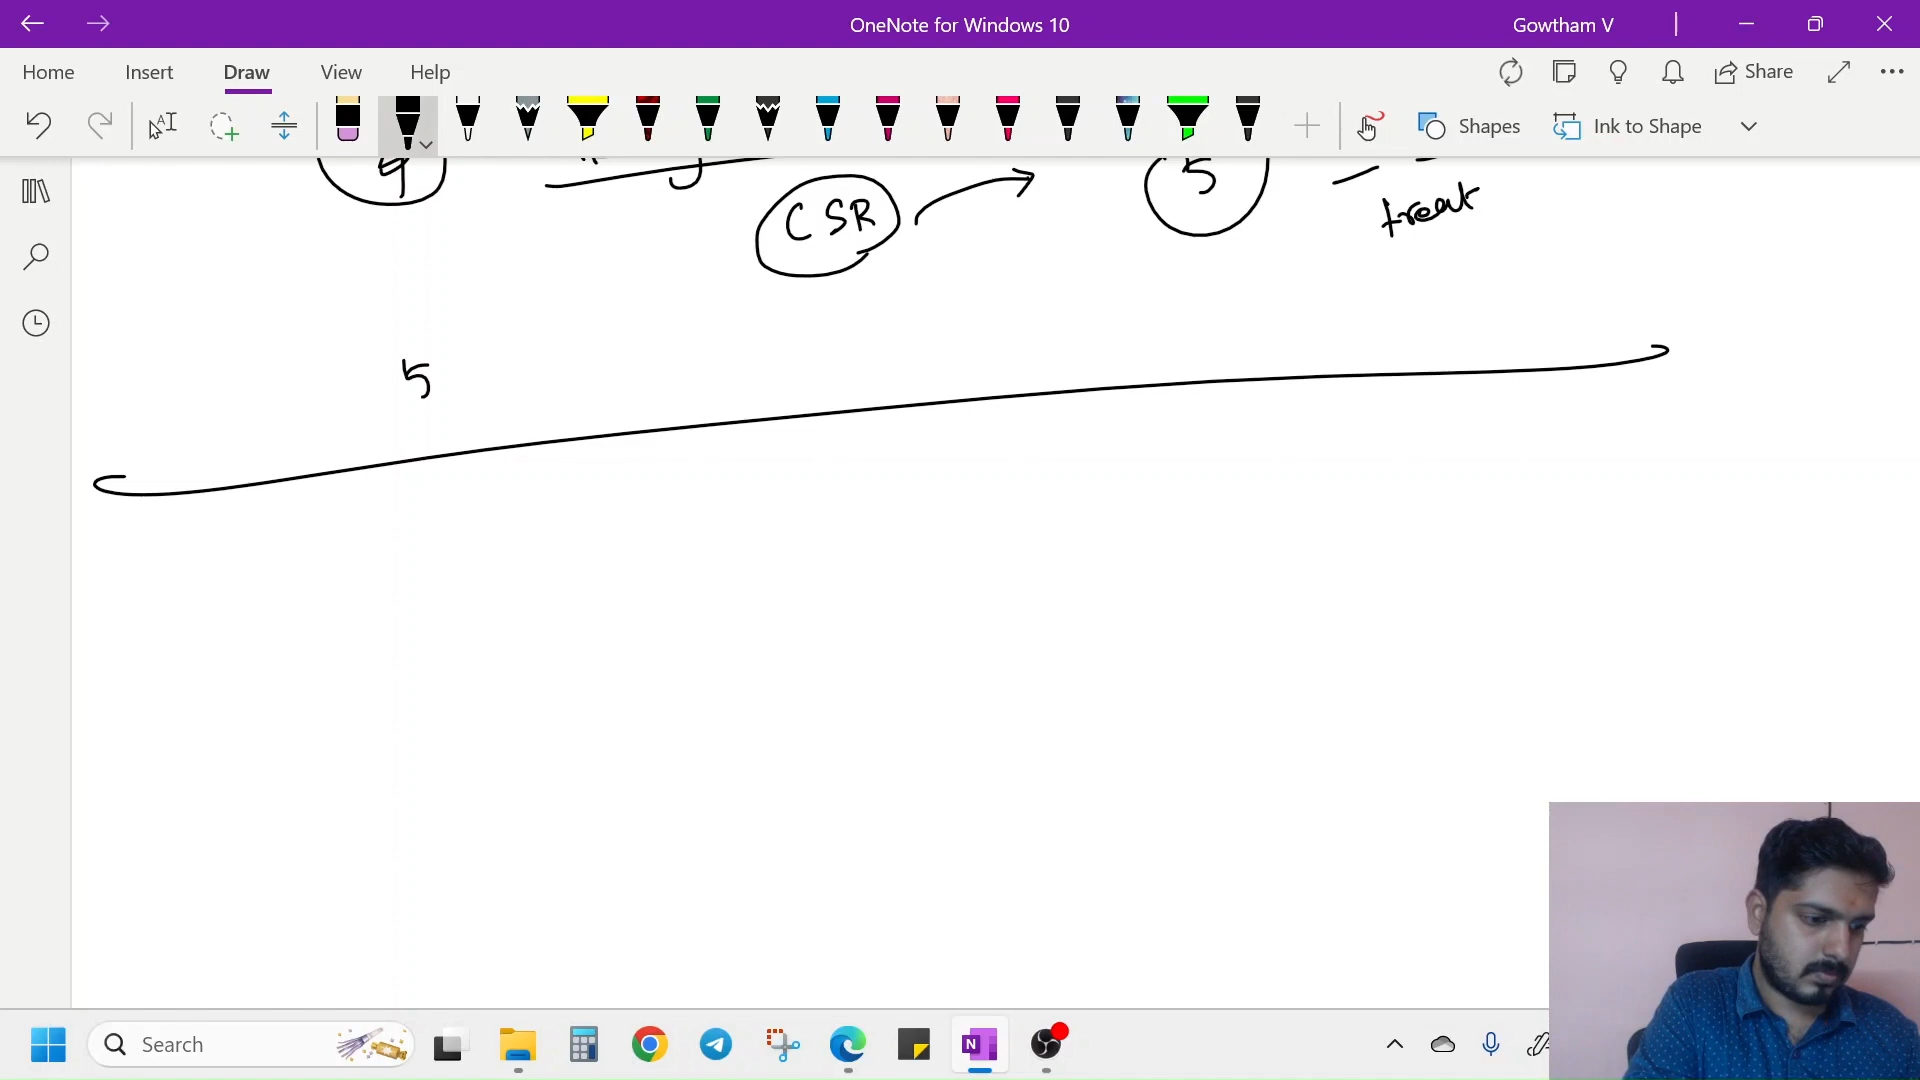 OneNote for Windows 10
Gowtham V
Home Insert Draw View Help
Share
Shapes
Ink to Shape
5
CSR
treat
5
Search